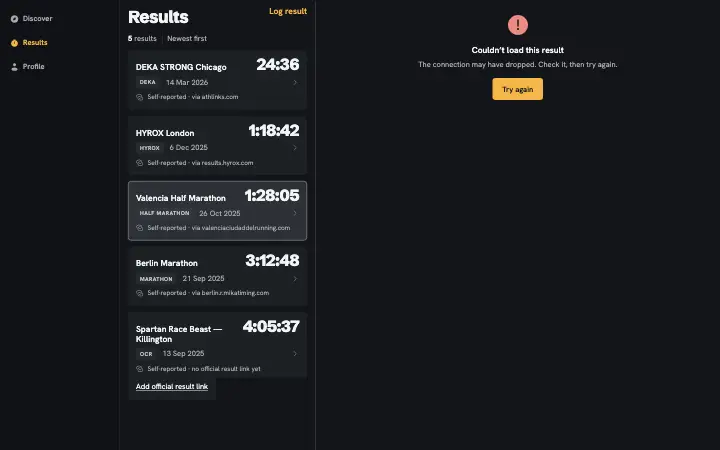 Discover
Results
Profile
Results
Log result
5 results
Newest first
DEKA STRONG Chicago
24:36
DEKA
14 Mar 2026
Self-reported · via athlinks.com
HYROX London
1:18:42
HYROX
6 Dec 2025
Self-reported · via results.hyrox.com
Valencia Half Marathon
1:28:05
HALF MARATHON
26 Oct 2025
Self-reported · via valenciaciudaddelrunning.com
Berlin Marathon
3:12:48
MARATHON
21 Sep 2025
Self-reported · via berlin.r.mikatiming.com
Spartan Race Beast —
Killington
4:05:37
OCR
13 Sep 2025
Self-reported · no official result link yet
Add official result link
!
Couldn't load this result
The connection may have dropped. Check it, then try again.
Try again